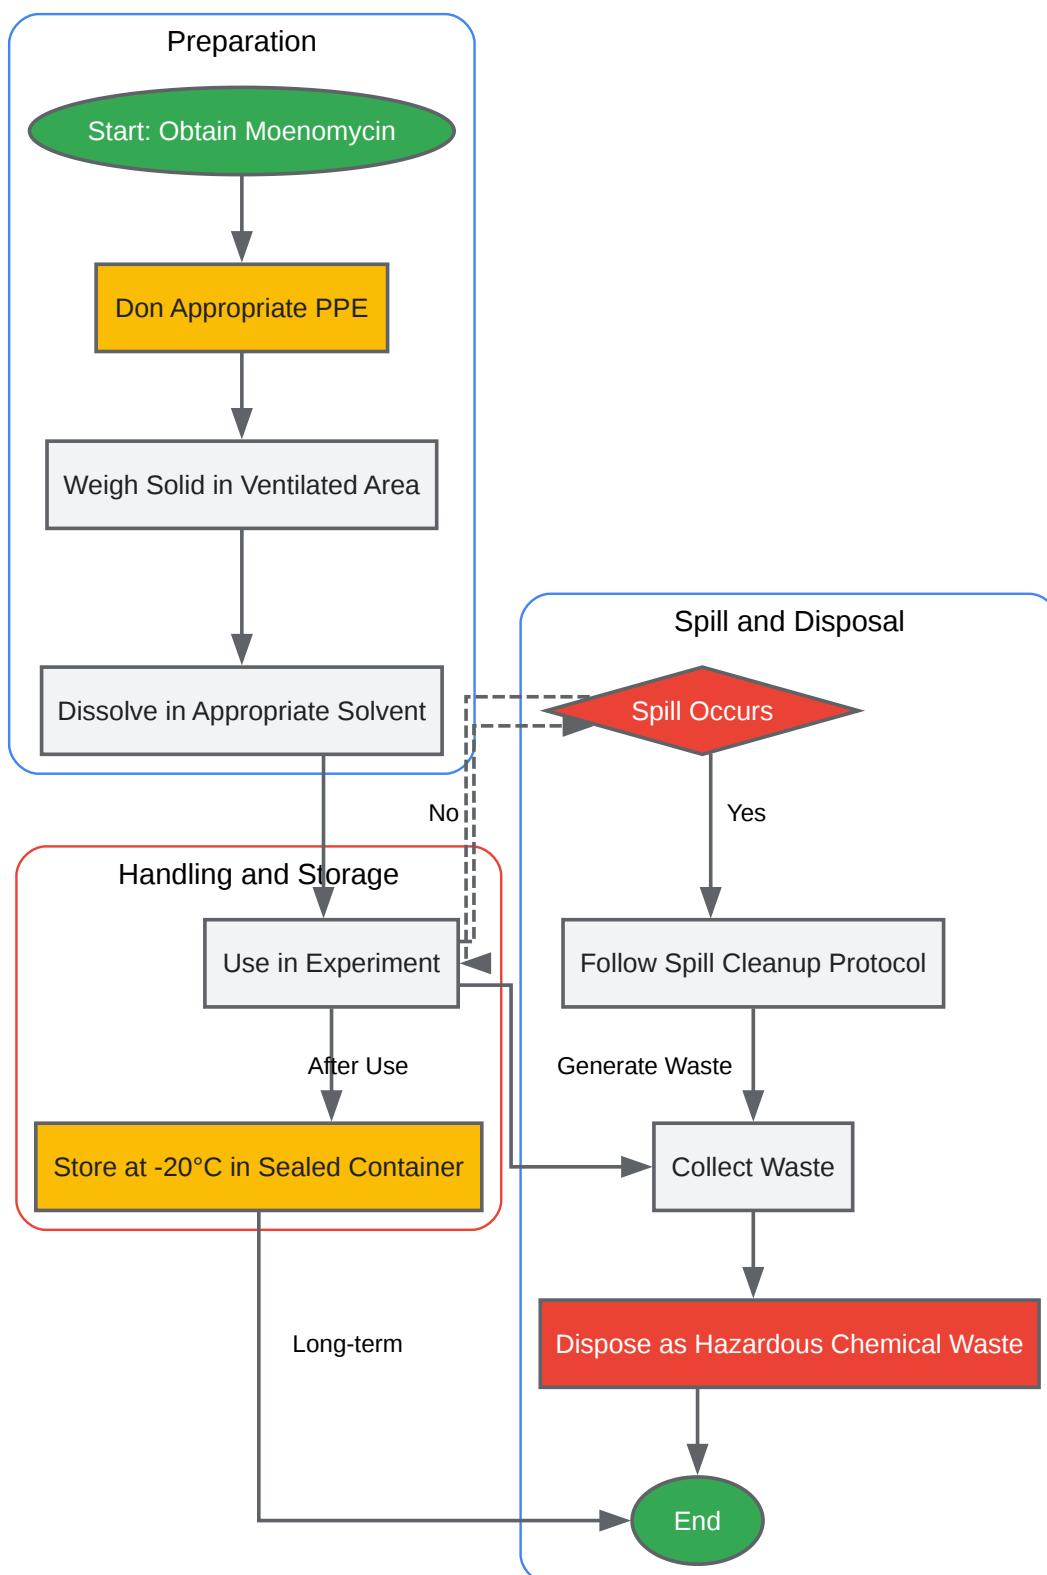 Preparation
Start: Obtain Moenomycin
Don Appropriate PPE
Weigh Solid in Ventilated Area
Dissolve in Appropriate Solvent
Spill and Disposal
Spill Occurs
No
Yes
Handling and Storage
Use in Experiment
Follow Spill Cleanup Protocol
After Use
Generate Waste
Store at -20°C in Sealed Container
Collect Waste
Long-term
Dispose as Hazardous Chemical Waste
End